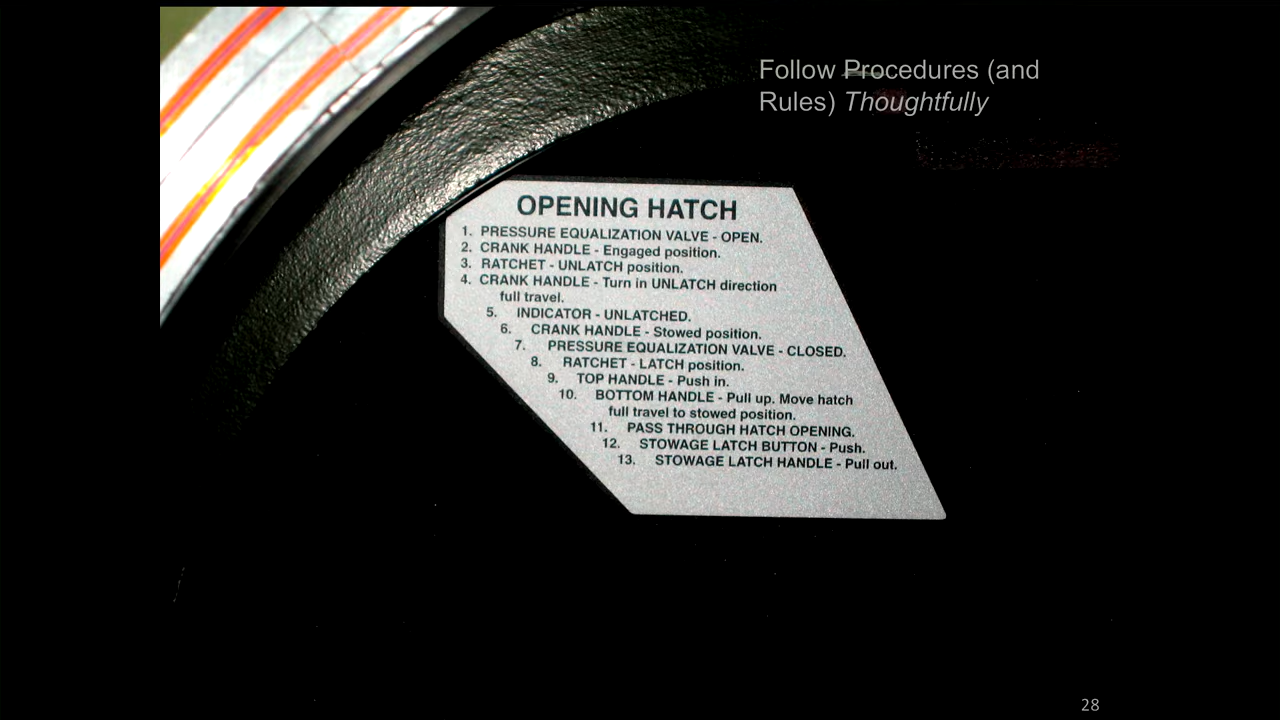 Follow Procedures (and
Rules) Thoughtfully
OPENING HATCH
1. PRESSURE EQUALIZATION VALVE - OPEN.
2. CRANK HANDLE - Engaged position.
3. RATCHET - UNLATCH position.
4. CRANK HANDLE - Turn in UNLATCH direction
full travel.
5. INDICATOR - UNLATCHED.
6. CRANK HANDLE - Stowed position.
7. PRESSURE EQUALIZATION VALVE - CLOSED.
8. RATCHET - LATCH position.
9. TOP HANDLE - Push in.
10. BOTTOM HANDLE - Pull up. Move hatch
full travel to stowed position.
11. PASS THROUGH HATCH OPENING.
12. STOWAGE LATCH BUTTON - Push.
13. STOWAGE LATCH HANDLE - Pull out.
28